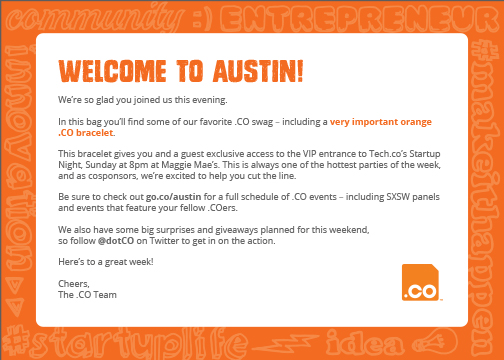 community :) ENTREPRENEUR
innovation
#makeithappen
WELCOME TO AUSTIN!
We're so glad you joined us this evening.
In this bag you'll find some of our favorite .CO swag – including a very important orange
.CO bracelet.
This bracelet gives you and a guest exclusive access to the VIP entrance to Tech.co's Startup
Night, Sunday at 8pm at Maggie Mae's. This is always one of the hottest parties of the week,
and as cosponsors, we're excited to help you cut the line.
Be sure to check out go.co/austin for a full schedule of .CO events – including SXSW panels
and events that feature your fellow .COers.
We also have some big surprises and giveaways planned for this weekend,
so follow @dotCO on Twitter to get in on the action.
Here's to a great week!
Cheers,
The .CO Team
.co
#startuplife idea